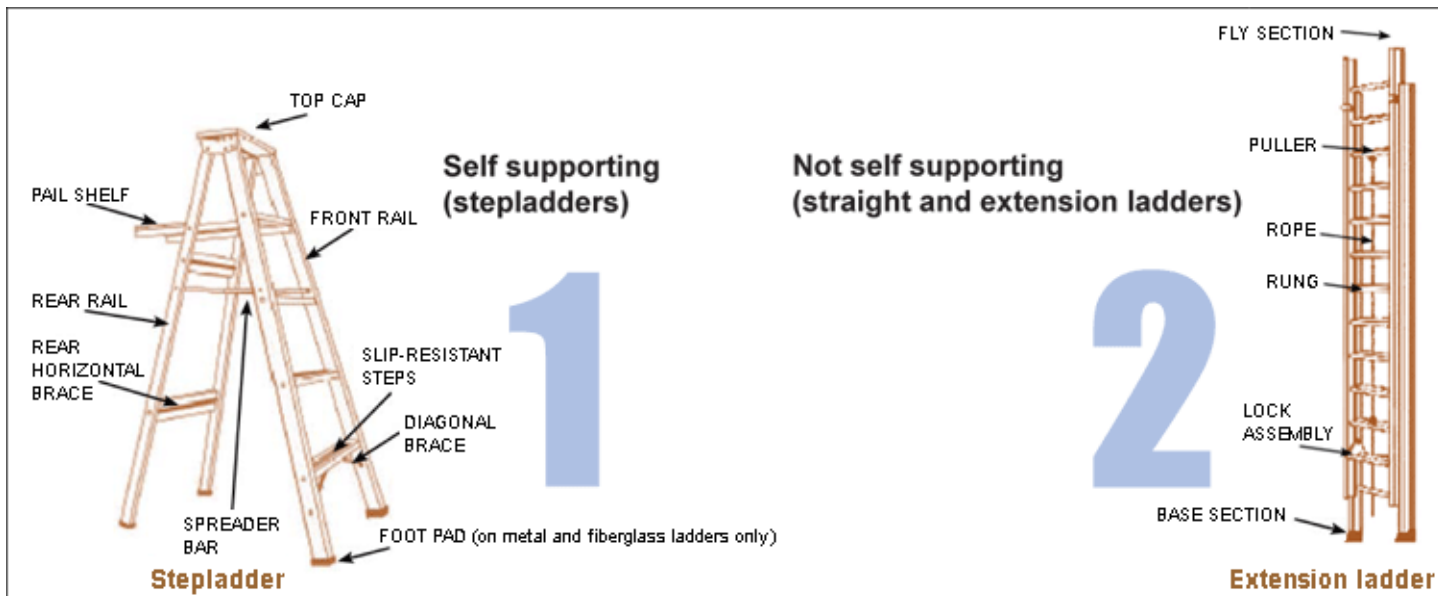 FLY SECTION
TOP CAP
PULLER
Self supporting
(stepladders)
Not self supporting
(straight and extension ladders)
PAIL SHELF
FRONT RAIL
ROPE
RUNG
REAR RAIL
1
2
REAR
HORIZONTAL
BRACE
SLIP-RESISTANT
STEPS
DIAGONAL
BRACE
LOCK
ASSEMBLY
BASE SECTION
SPREADER
BAR
FOOT PAD (on metal and fiberglass ladders only)
Stepladder
Extension ladder